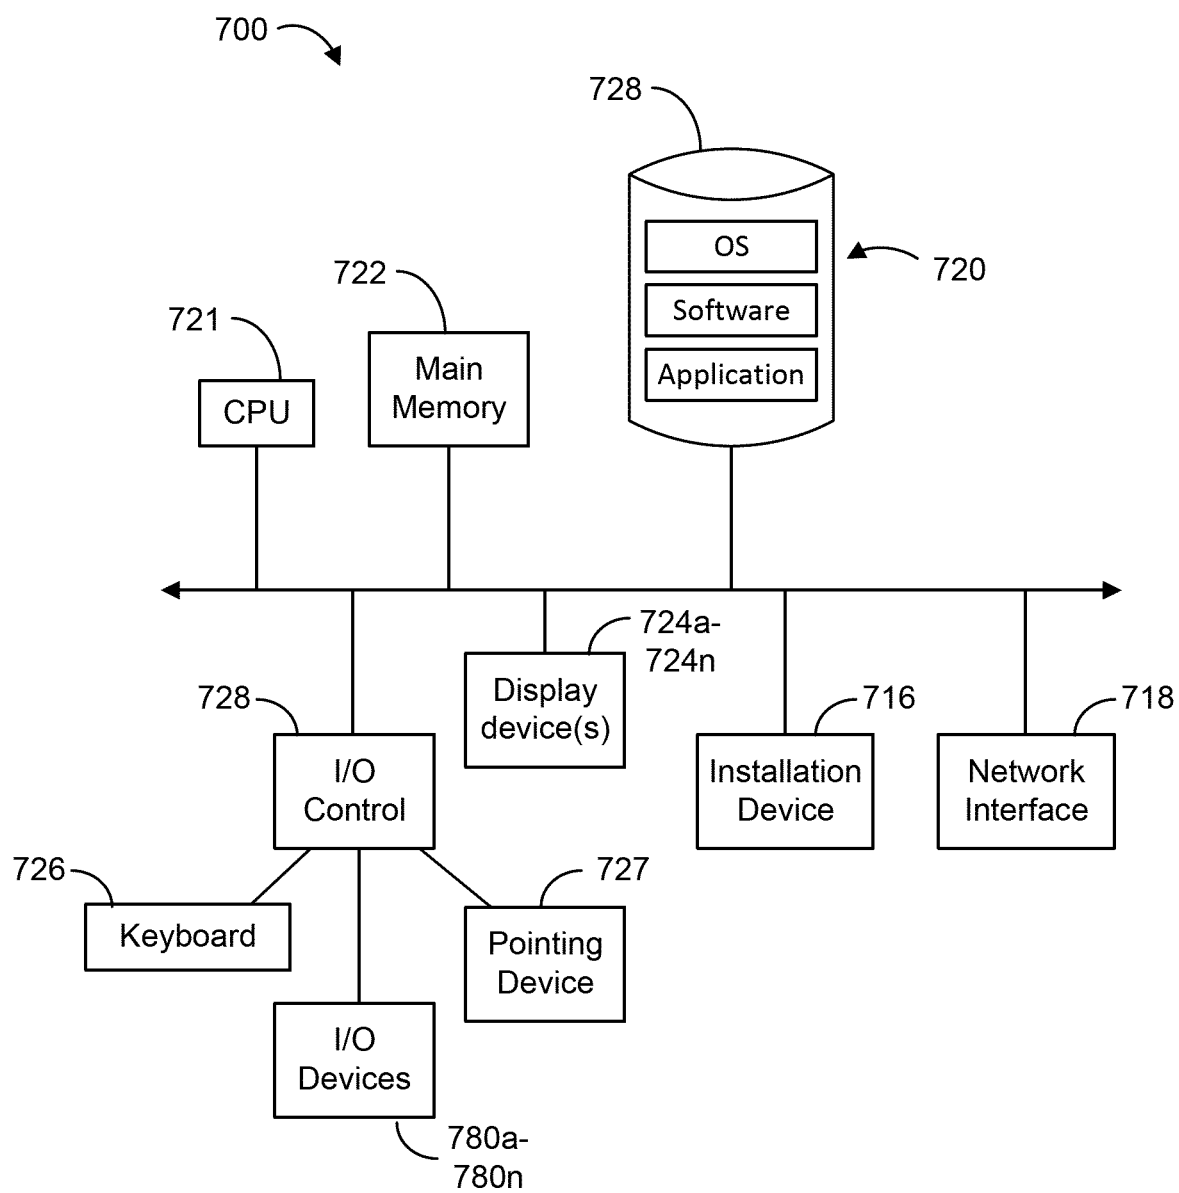 700
728
OS
720
722
Software
721
Main
Memory
Application
CPU
724a-
724n
Display
device(s)
728
716
718
I/O
Control
Installation
Device
Network
Interface
726
727
Keyboard
Pointing
Device
I/O
Devices
780a-
780n